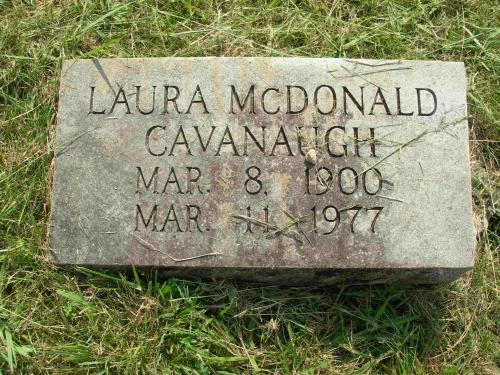 LAURA McDONALD
CAVANAUGH
MAR. 8. 1900
MAR. 11. 1977